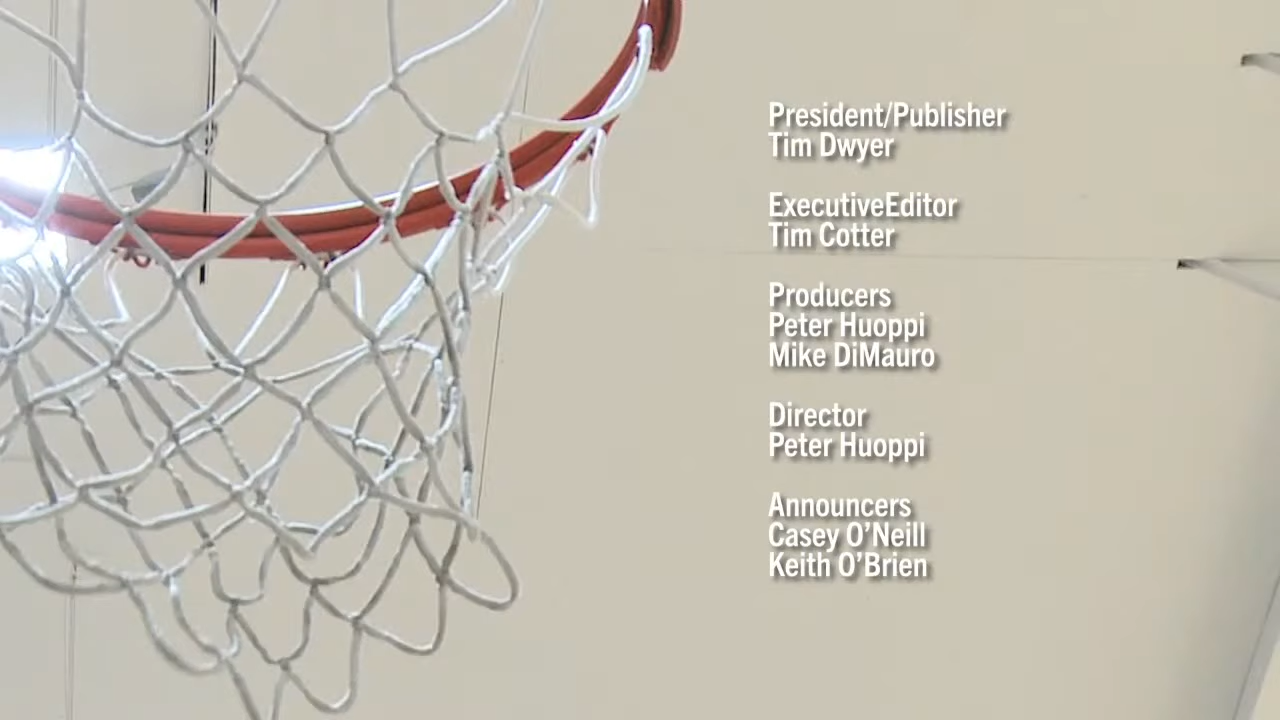 President/Publisher
Tim Dwyer
ExecutiveEditor
Tim Cotter
Producers
Peter Huoppi
Mike DiMauro
Director
Peter Huoppi
Announcers
Casey O’Neill
Keith O’Brien